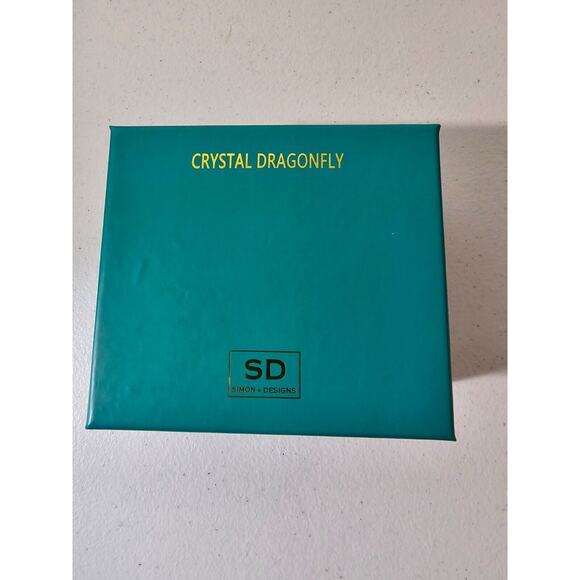 CRYSTAL DRAGONFLY
SD
SIMON + DESIGNS